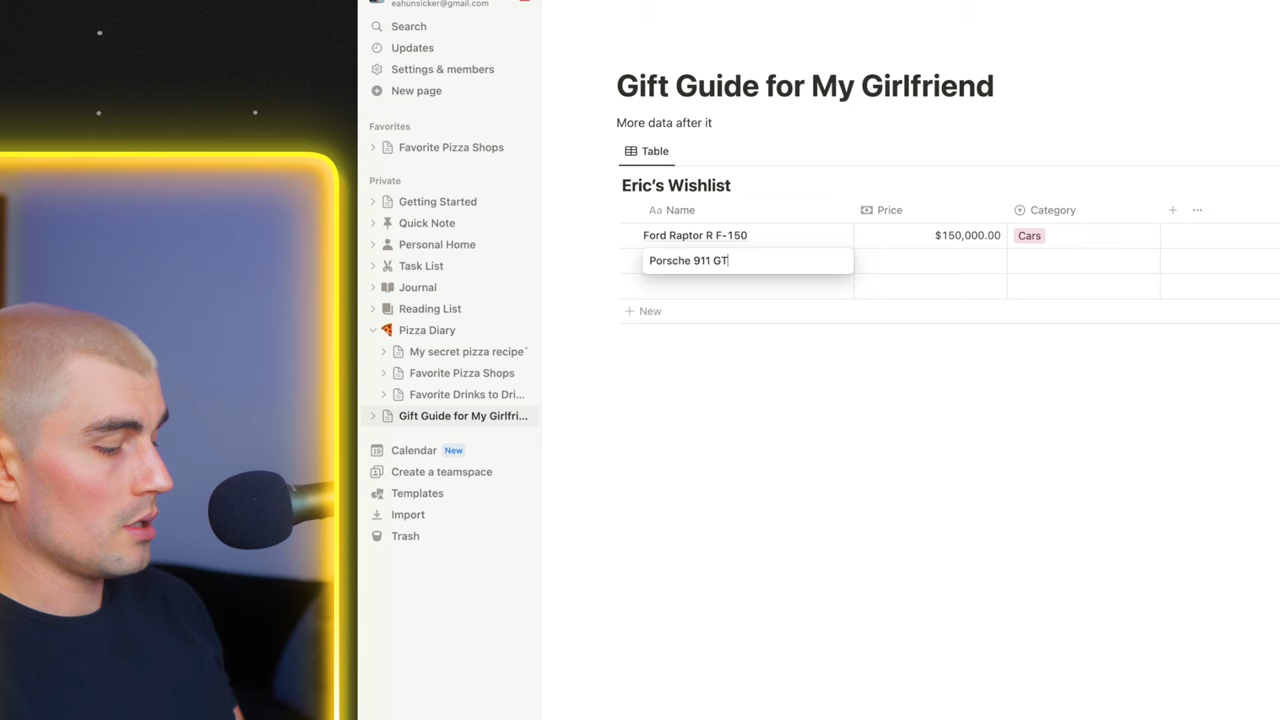 eahunsicker@gmail.com
Search
Updates
Settings & members
New page
Favorites
Favorite Pizza Shops
Private
Getting Started
Quick Note
Personal Home
Task List
Journal
Reading List
Pizza Diary
My secret pizza recipe`
Favorite Pizza Shops
Favorite Drinks to Dri...
Gift Guide for My Girlfri...
Calendar New
Create a teamspace
Templates
Import
Trash
Gift Guide for My Girlfriend
More data after it
Table
Eric's Wishlist
Aa Name Price Category + ...
Ford Raptor R F-150 $150,000.00 Cars
Porsche 911 GT
+ New